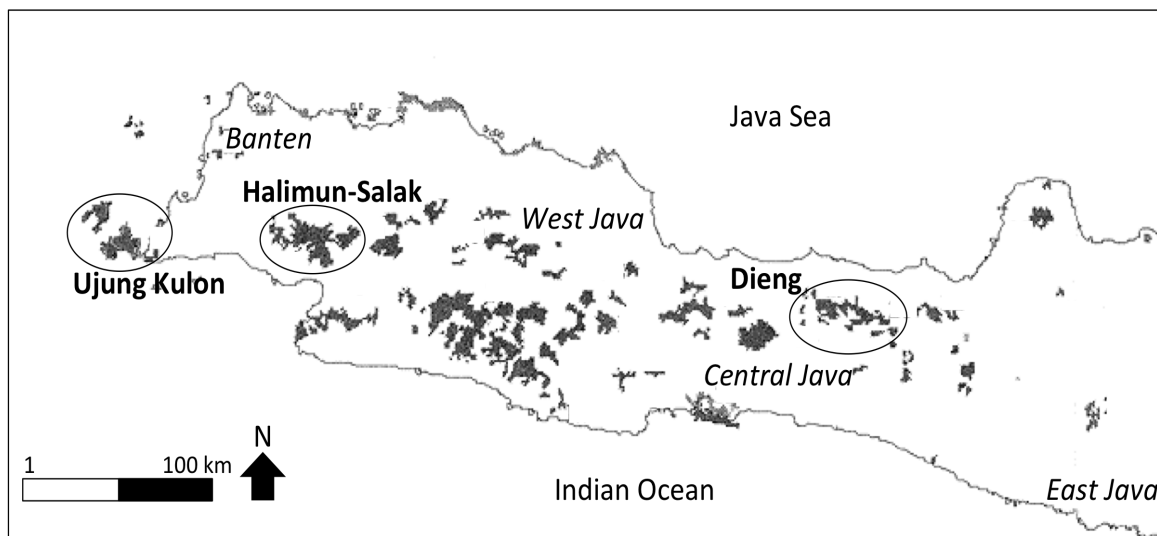 Java Sea
Banten
Halimun-Salak
West Java
Ujung Kulon
Dieng
Central Java
N
1 100 km
Indian Ocean
East Java